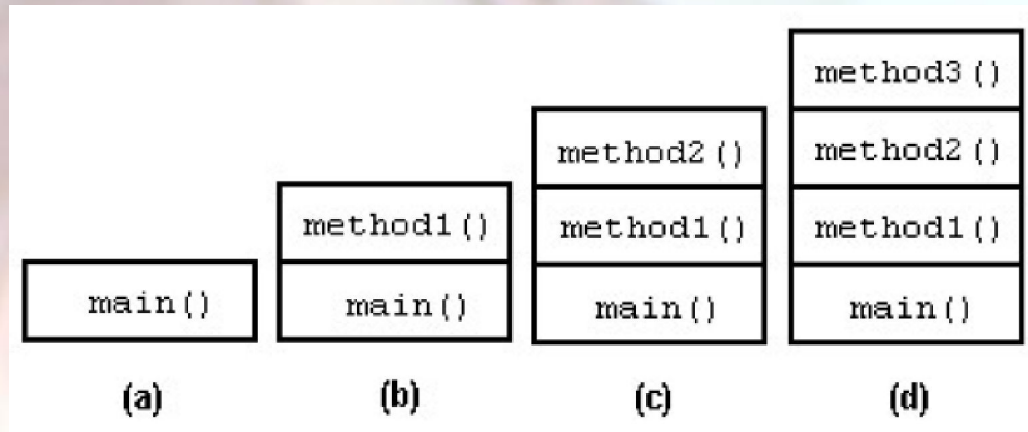 method3()
method2() method2()
method1() method1() method1()
main() main() main() main()
(a) (b) (c) (d)